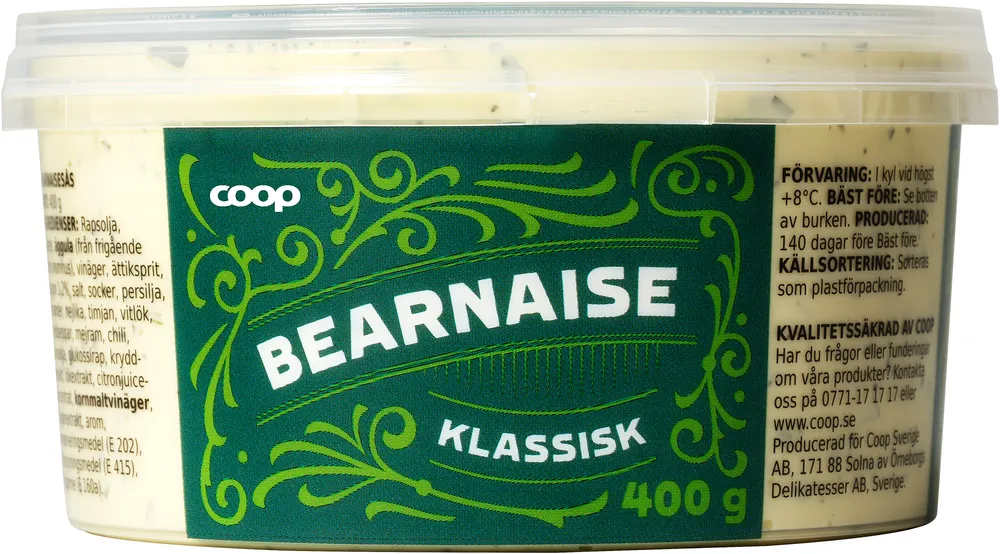 coop
BEARNAISE
KLASSISK
400 g
400 g
Rapsolja,
(från frigående
vinäger, ättiksprit,
salt, socker, persilja,
nejlika, timjan, vitlök,
mejram, chili,
krydd-
citronjuice-
kornmaltvinäger,
arom,
(E 202),
(E 415),
FÖRVARING: I kyl vid högst
+8°C. BÄST FÖRE: Se botten
av burken. PRODUCERAD:
140 dagar före Bäst före.
KÄLLSORTERING: Sorteras
som plastförpackning.
KVALITETSSÄKRAD AV COOP
Har du frågor eller funderingar
om våra produkter? Kontakta
oss på 0771-17 17 17 eller
www.coop.se
Producerad för Coop Sverige
AB, 171 88 Solna av Örneborgs
Delikatesser AB, Sverige.